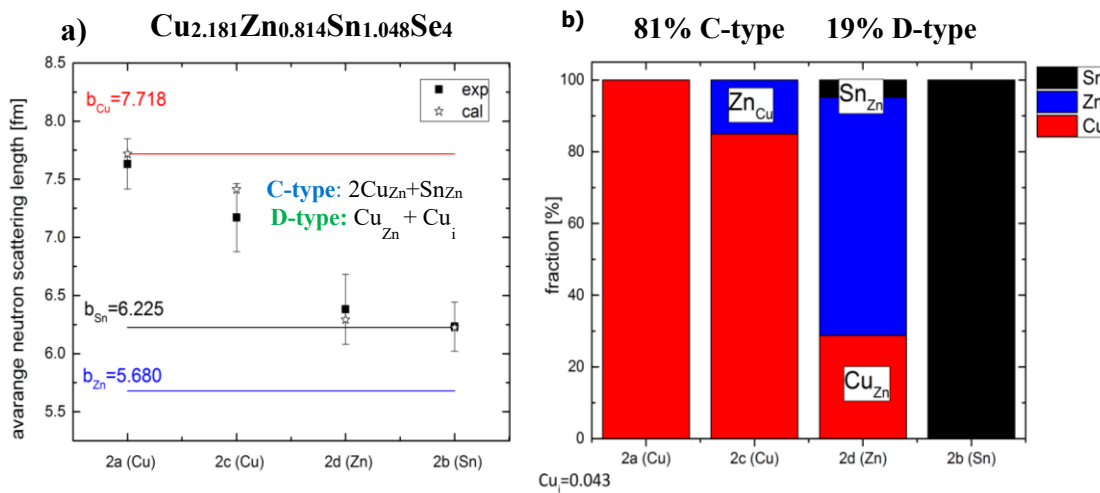 a) Cu2.181Zn0.814Sn1.048Se4
8.5
8.0
7.5
7.0
6.5
6.0
5.5
avarange neutron scattering length [fm]
bCu=7.718
exp
cal
C-type: 2CuZn+SnZn
D-type: CuZn + Cui
bSn=6.225
bZn=5.680
2a (Cu) 2c (Cu) 2d (Zn) 2b (Sn)
b) 81% C-type 19% D-type
100
80
60
40
20
0
fraction [%]
ZnCu
SnZn
CuZn
2a (Cu) 2c (Cu) 2d (Zn) 2b (Sn)
Cui=0.043